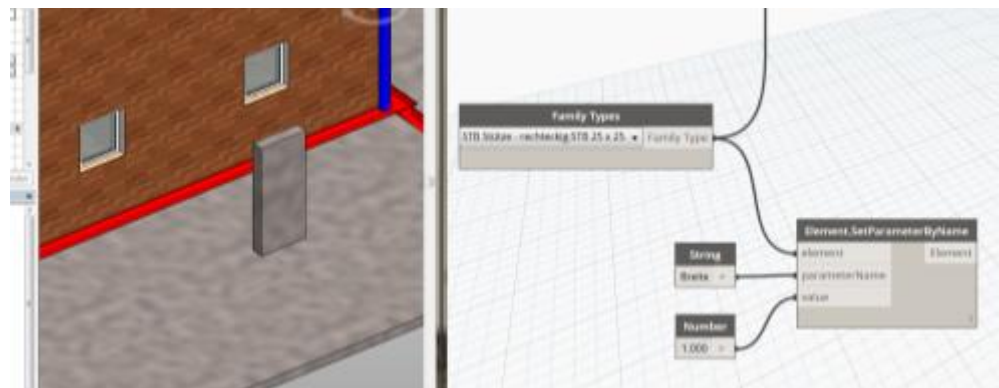 Family Types
STB Stütze - rechteckig:STB 25 x 25 Family Type
Element.SetParameterByName
String
element Element
Breite
parameterName
value
Number
1.000